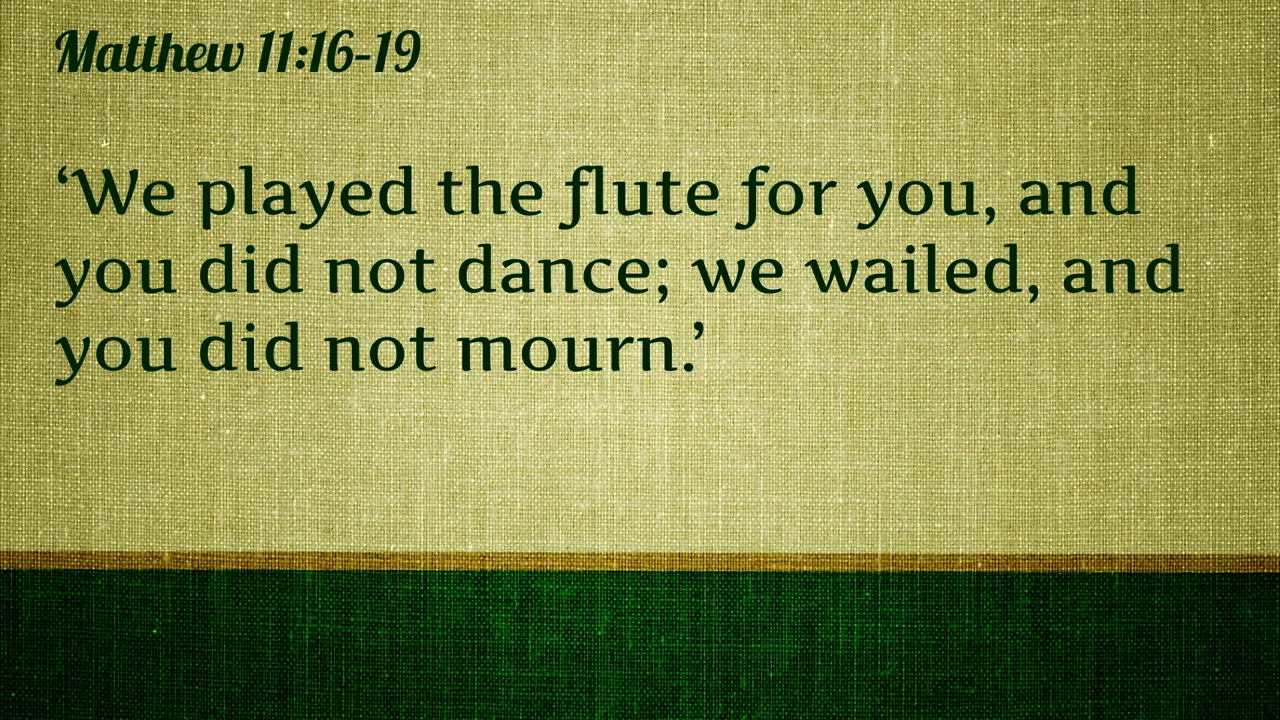 Matthew 11:16-19
‘We played the flute for you, and
you did not dance; we wailed, and
you did not mourn.’